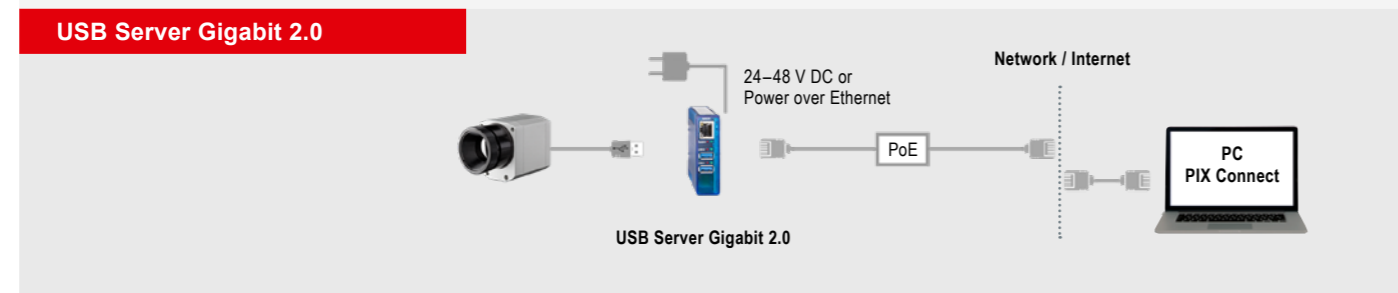 USB Server Gigabit 2.0
Network / Internet
24–48 V DC or
Power over Ethernet
PoE
PC
PIX Connect
USB Server Gigabit 2.0